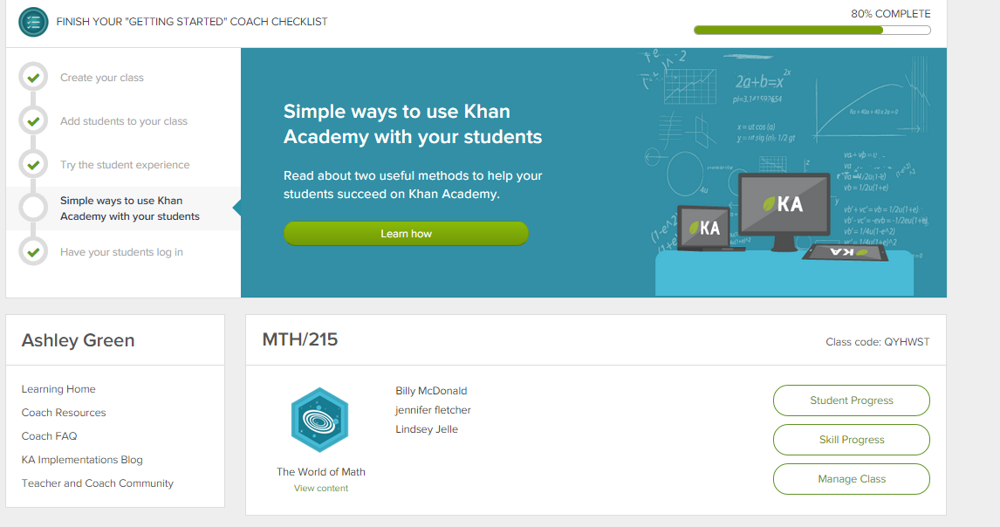 FINISH YOUR "GETTING STARTED" COACH CHECKLIST
80% COMPLETE
Create your class
Add students to your class
Try the student experience
Simple ways to use Khan
Academy with your students
Have your students log in
Simple ways to use Khan
Academy with your students
Read about two useful methods to help your
students succeed on Khan Academy.
Learn how
2a+b=x^2x
x = ut cos (a)
KA
KA
KA
Ashley Green
Learning Home
Coach Resources
Coach FAQ
KA Implementations Blog
Teacher and Coach Community
MTH/215
Class code: QYHWST
The World of Math
View content
Billy McDonald
jennifer fletcher
Lindsey Jelle
Student Progress
Skill Progress
Manage Class